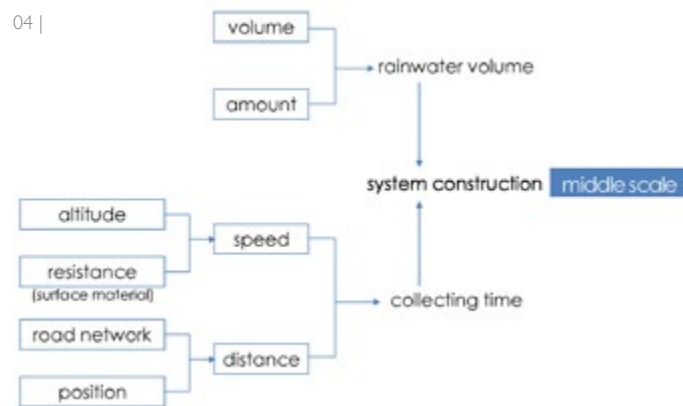 04 |
volume
rainwater volume
amount
system construction
middle scale
altitude
speed
resistance
(surface material)
collecting time
road network
distance
position